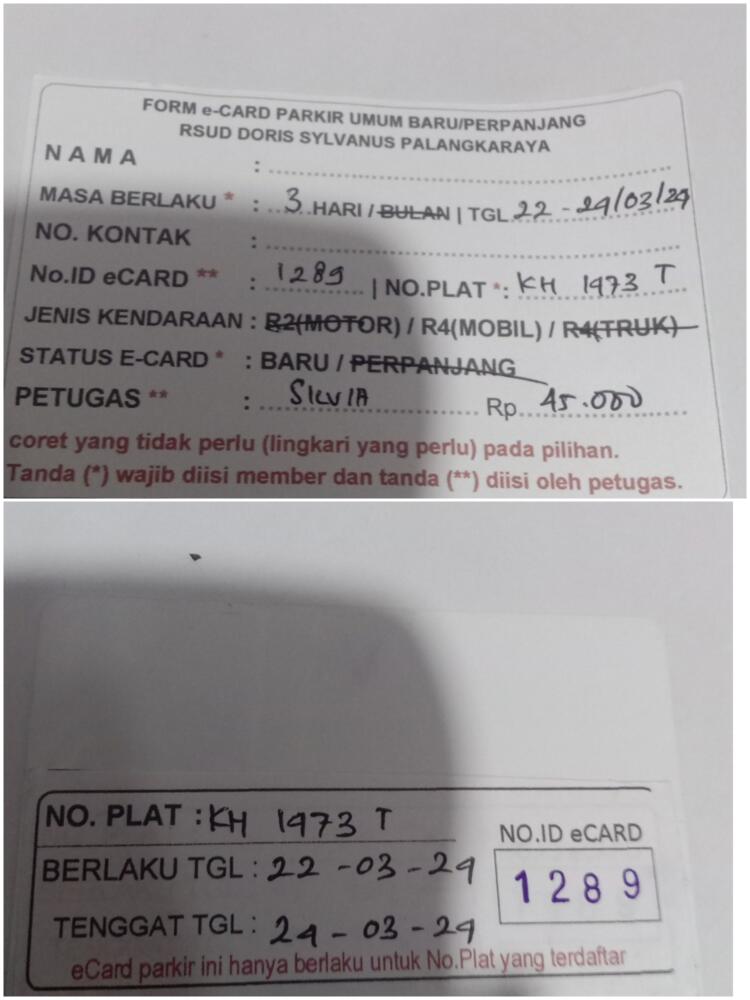 FORM e-CARD PARKIR UMUM BARU/PERPANJANG
RSUD DORIS SYLVANUS PALANGKARAYA
NAMA :
MASA BERLAKU * : 3 HARI / BULAN | TGL 22 - 24/03/24
NO. KONTAK :
No.ID eCARD ** : 1289 | NO.PLAT *: KH 1473 T
JENIS KENDARAAN : R2(MOTOR) / R4(MOBIL) / R4(TRUK)
STATUS E-CARD * : BARU / PERPANJANG
PETUGAS ** : SILVIA Rp. 45.000
coret yang tidak perlu (lingkari yang perlu) pada pilihan.
Tanda (*) wajib diisi member dan tanda (**) diisi oleh petugas.
NO. PLAT : KH 1473 T
NO.ID eCARD
BERLAKU TGL : 22 - 03 - 24
1289
TENGGAT TGL : 24 - 03 - 24
eCard parkir ini hanya berlaku untuk No.Plat yang terdaftar